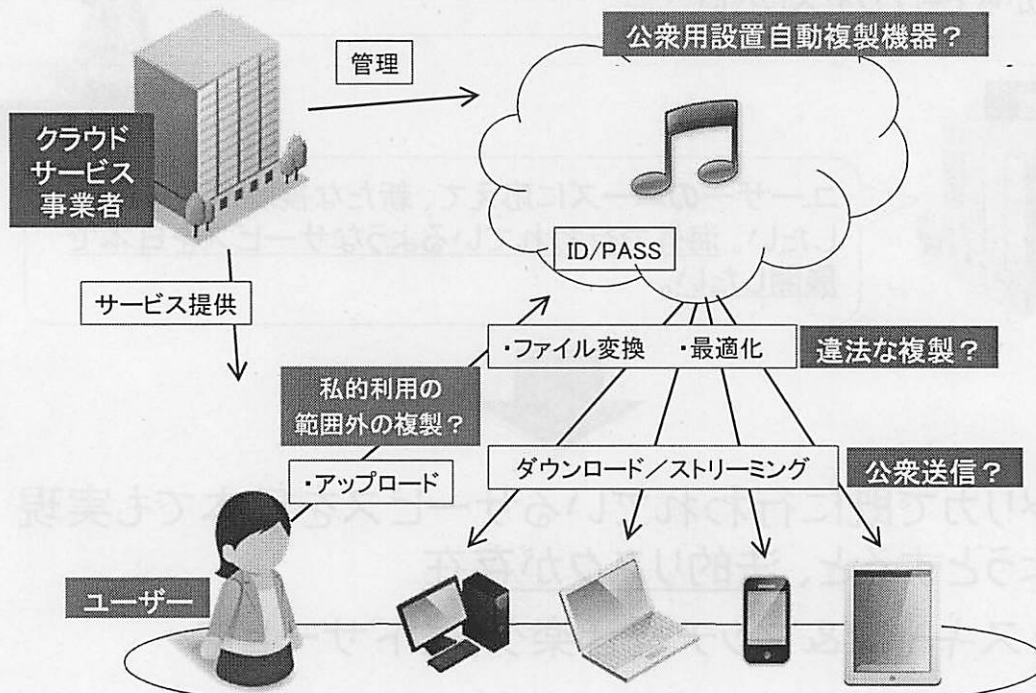 公衆用設置自動複製機器?
管理
クラウド
サービス
事業者
ID/PASS
サービス提供
・ファイル変換 ・最適化
違法な複製?
私的利用の
範囲外の複製?
・アップロード
ダウンロード/ストリーミング
公衆送信?
ユーザー